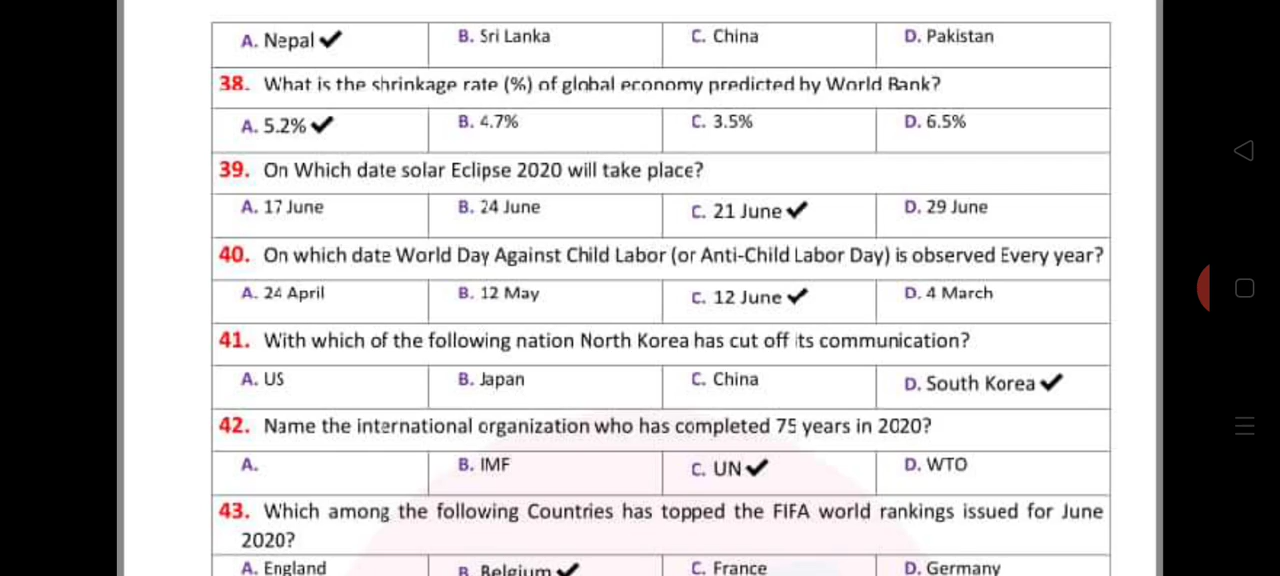 A. Nepal ✔ B. Sri Lanka C. China D. Pakistan
38. What is the shrinkage rate (%) of global economy predicted by World Bank?
A. 5.2% ✔ B. 4.7% C. 3.5% D. 6.5%
39. On Which date solar Eclipse 2020 will take place?
A. 17 June B. 24 June C. 21 June ✔ D. 29 June
40. On which date World Day Against Child Labor (or Anti-Child Labor Day) is observed Every year?
A. 24 April B. 12 May C. 12 June ✔ D. 4 March
41. With which of the following nation North Korea has cut off its communication?
A. US B. Japan C. China D. South Korea ✔
42. Name the international organization who has completed 75 years in 2020?
A. B. IMF C. UN ✔ D. WTO
43. Which among the following Countries has topped the FIFA world rankings issued for June
2020?
A. England B. Belgium ✔ C. France D. Germany